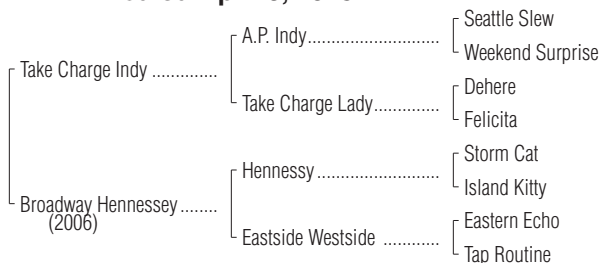 Seattle Slew
A.P. Indy
Weekend Surprise
Take Charge Indy
Dehere
Take Charge Lady
Felicita
Storm Cat
Hennessy
Island Kitty
Broadway Hennessey
(2006)
Eastern Echo
Eastside Westside
Tap Routine